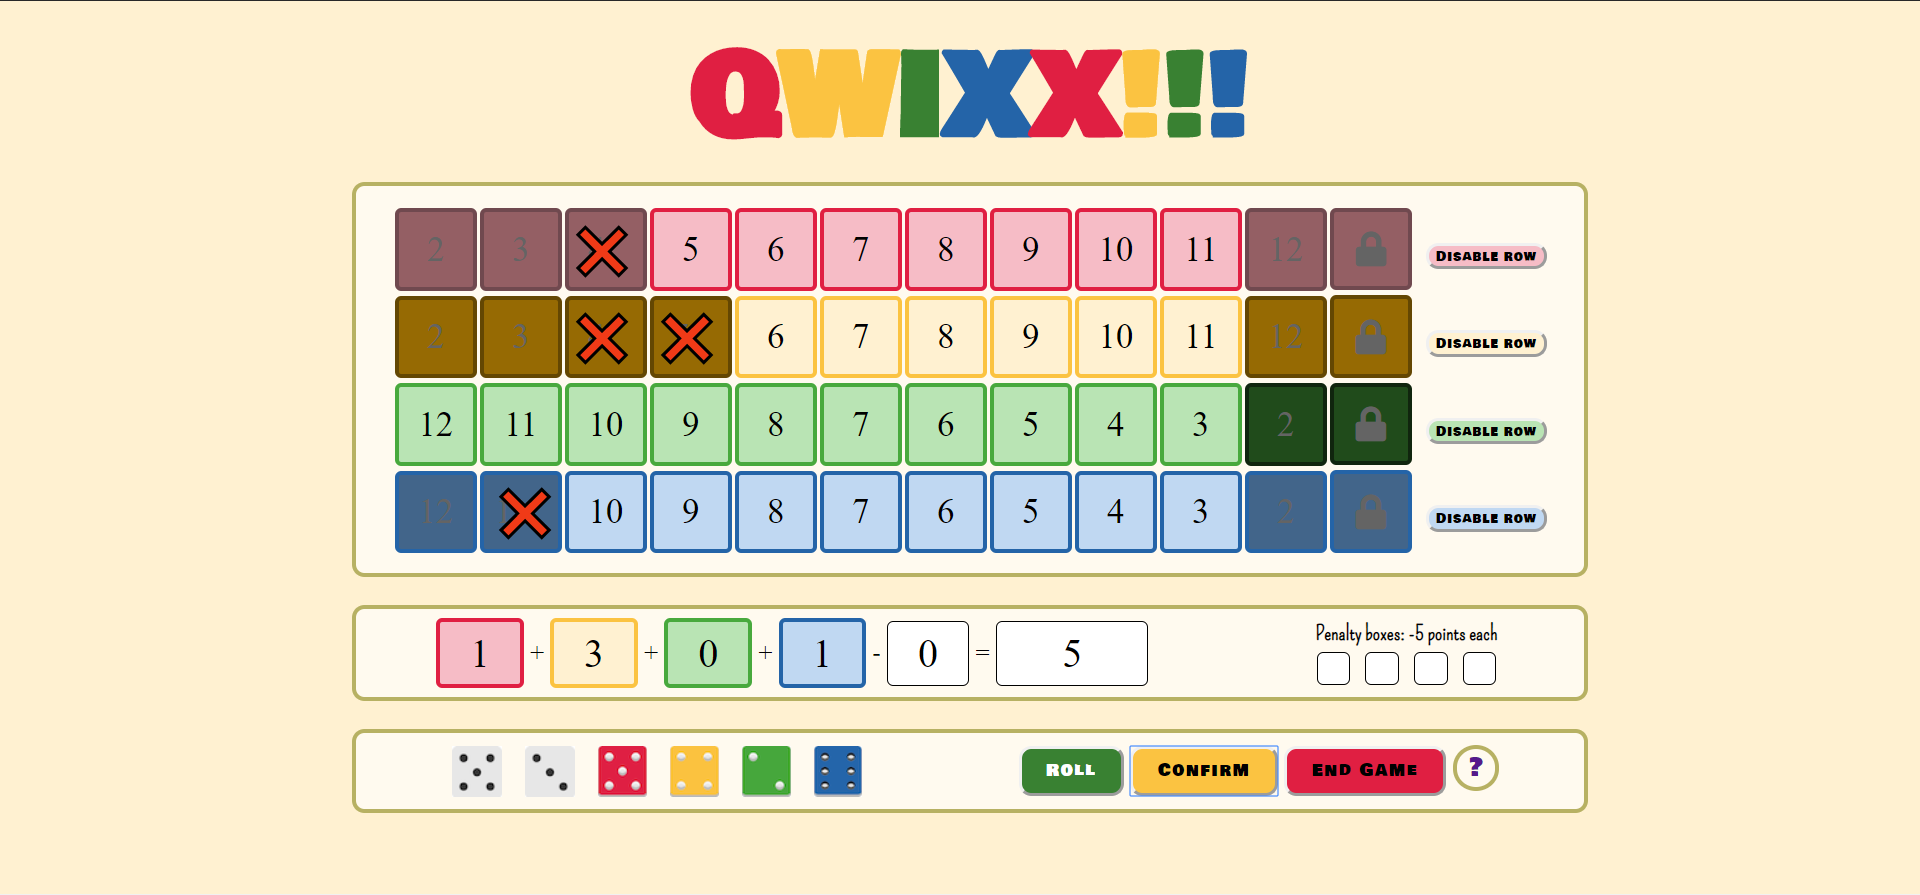 QWIXX!!!
2 3 5 6 7 8 9 10 11 12 DISABLE ROW
2 3 6 7 8 9 10 11 12 DISABLE ROW
12 11 10 9 8 7 6 5 4 3 2 DISABLE ROW
12 10 9 8 7 6 5 4 3 2 DISABLE ROW
Penalty boxes: -5 points each
1 + 3 + 0 + 1 - 0 = 5
ROLL CONFIRM END GAME ?